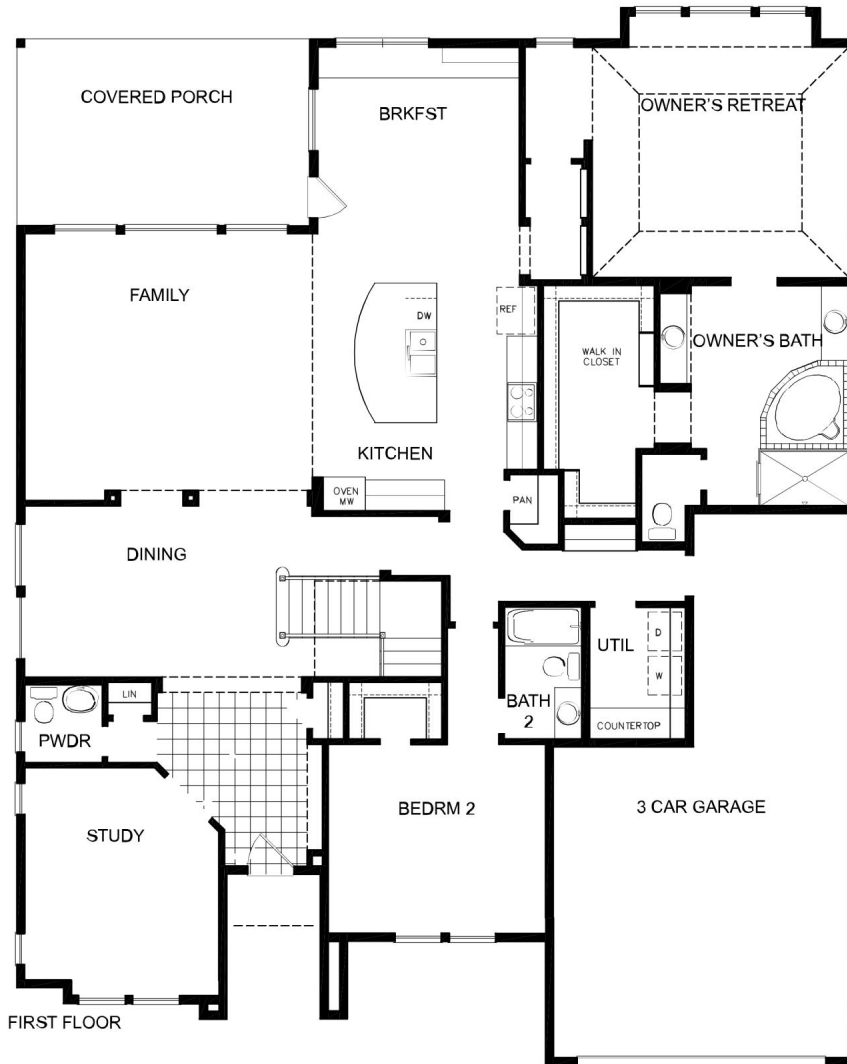 COVERED PORCH
BRKFST
OWNER'S RETREAT
FAMILY
DW
REF
WALK IN
CLOSET
OWNER'S BATH
KITCHEN
OVEN
MW
PAN
DINING
UTIL
D
W
LIN
PWDR
BATH
2
COUNTERTOP
STUDY
BEDRM 2
3 CAR GARAGE
FIRST FLOOR